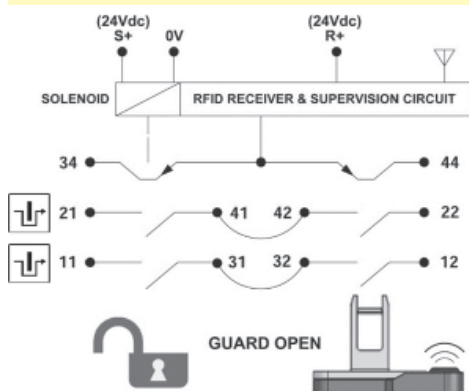 (24Vdc) (24Vdc)
S+ 0V R+
SOLENOID RFID RECEIVER & SUPERVISION CIRCUIT
34 44
21 41 42 22
11 31 32 12
GUARD OPEN